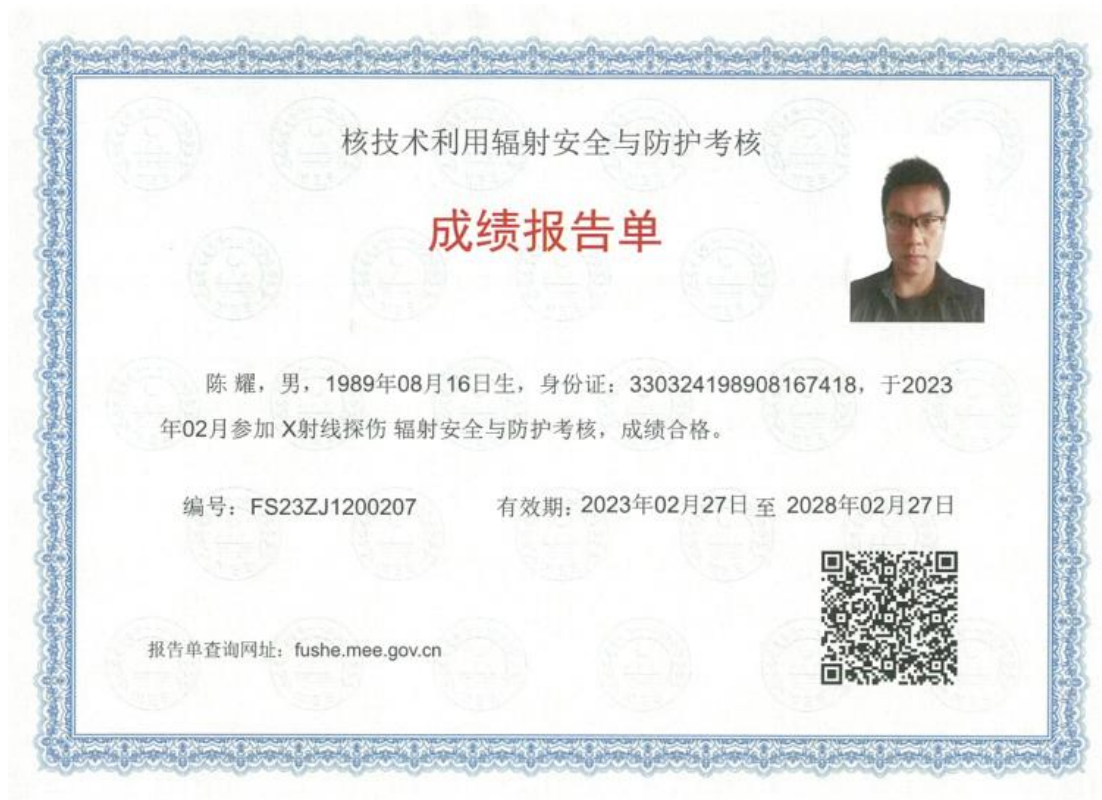 核技术利用辐射安全与防护考核
成绩报告单
陈 耀，男，1989年08月16日生，身份证：330324198908167418，于2023
年02月参加 X射线探伤 辐射安全与防护考核，成绩合格。
编号：FS23ZJ1200207 有效期：2023年02月27日 至 2028年02月27日
报告单查询网址：fushe.mee.gov.cn